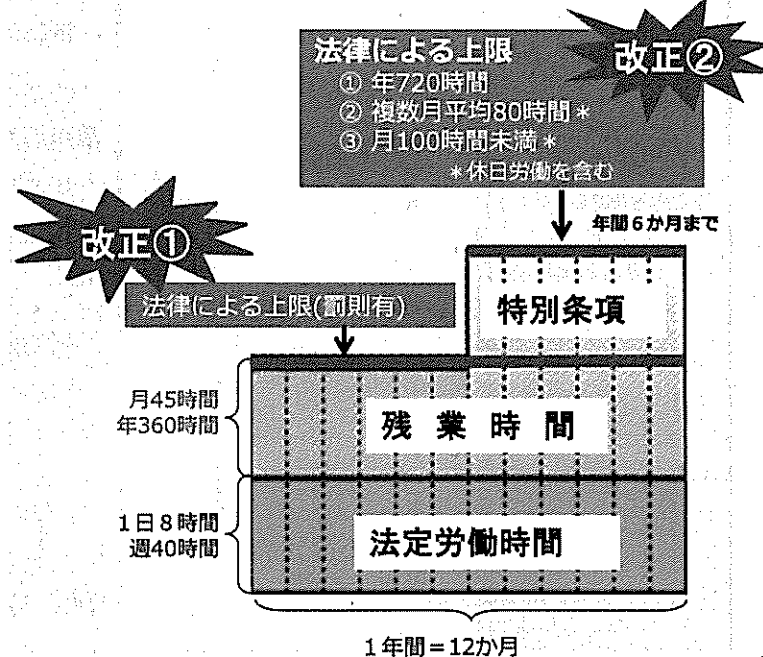 改正②
法律による上限
① 年720時間
② 複数月平均80時間*
③ 月100時間未満*
*休日労働を含む
年間6か月まで
改正①
法律による上限(罰則有)
特別条項
月45時間
年360時間
残業時間
1日8時間
週40時間
法定労働時間
1年間=12か月